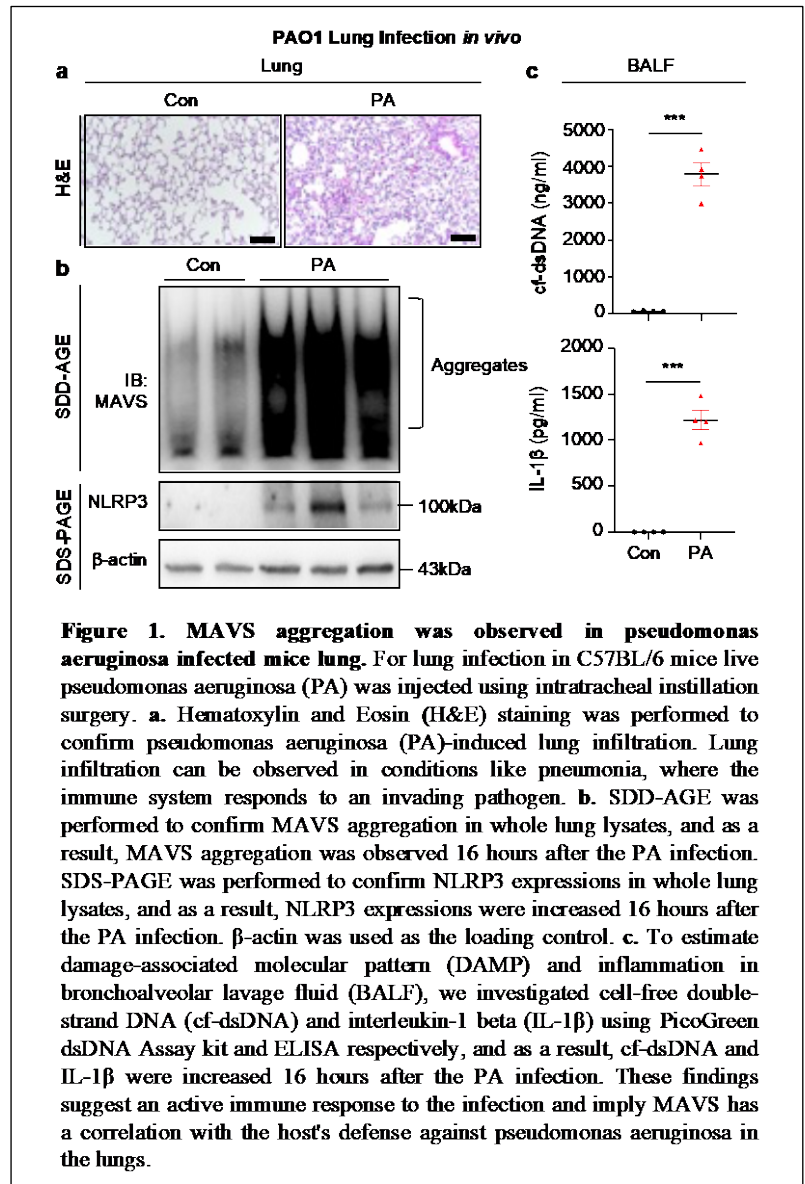 PAO1 Lung Infection in vivo
a
Lung
Con
PA
H&E
b
Con
PA
SDD-AGE
IB:
MAVS
Aggregates
SDS-PAGE
NLRP3
100kDa
β-actin
43kDa
c
BALF
***
cf-dsDNA (ng/ml)
5000
4000
3000
2000
1000
0
***
IL-1β (pg/ml)
2000
1500
1000
500
0
Con
PA
Figure 1. MAVS aggregation was observed in pseudomonas
aeruginosa infected mice lung. For lung infection in C57BL/6 mice live
pseudomonas aeruginosa (PA) was injected using intratracheal instillation
surgery. a. Hematoxylin and Eosin (H&E) staining was performed to
confirm pseudomonas aeruginosa (PA)-induced lung infiltration. Lung
infiltration can be observed in conditions like pneumonia, where the
immune system responds to an invading pathogen. b. SDD-AGE was
performed to confirm MAVS aggregation in whole lung lysates, and as a
result, MAVS aggregation was observed 16 hours after the PA infection.
SDS-PAGE was performed to confirm NLRP3 expressions in whole lung
lysates, and as a result, NLRP3 expressions were increased 16 hours after
the PA infection. β-actin was used as the loading control. c. To estimate
damage-associated molecular pattern (DAMP) and inflammation in
bronchoalveolar lavage fluid (BALF), we investigated cell-free double-
strand DNA (cf-dsDNA) and interleukin-1 beta (IL-1β) using PicoGreen
dsDNA Assay kit and ELISA respectively, and as a result, cf-dsDNA and
IL-1β were increased 16 hours after the PA infection. These findings
suggest an active immune response to the infection and imply MAVS has
a correlation with the host's defense against pseudomonas aeruginosa in
the lungs.